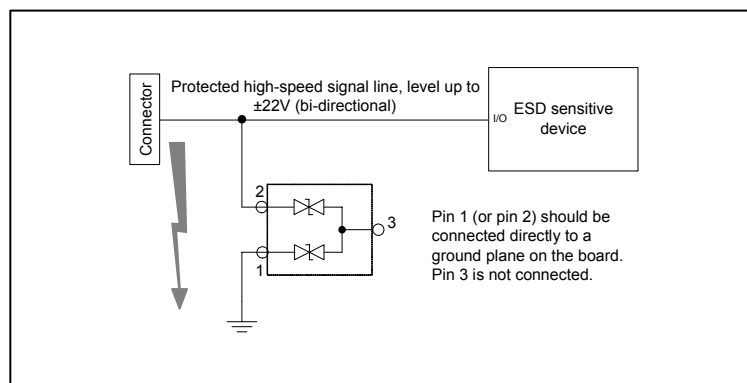 Connector
Protected high-speed signal line, level up to
±22V (bi-directional)
I/O
ESD sensitive
device
2
3
1
Pin 1 (or pin 2) should be
connected directly to a
ground plane on the board.
Pin 3 is not connected.